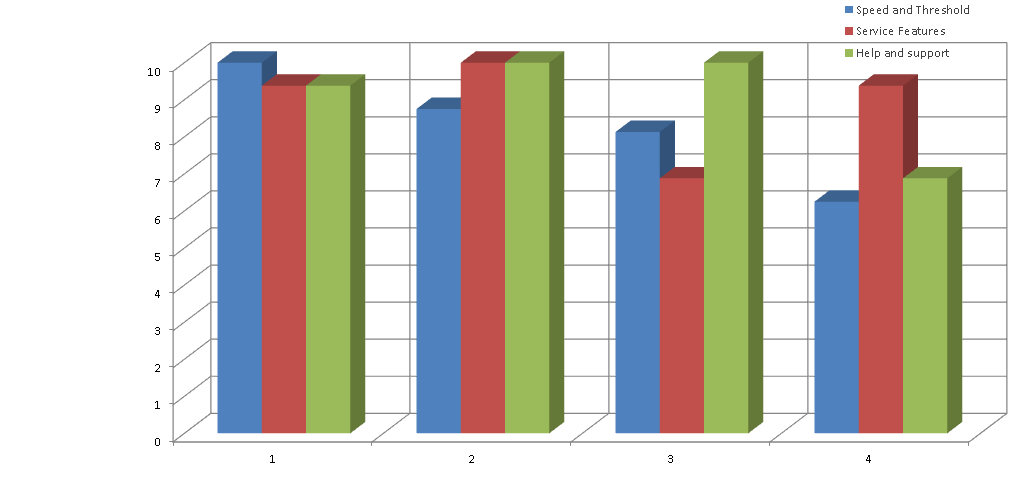 Speed and Threshold
Service Features
Help and support
10
9
8
7
6
5
4
3
2
1
0
1 2 3 4